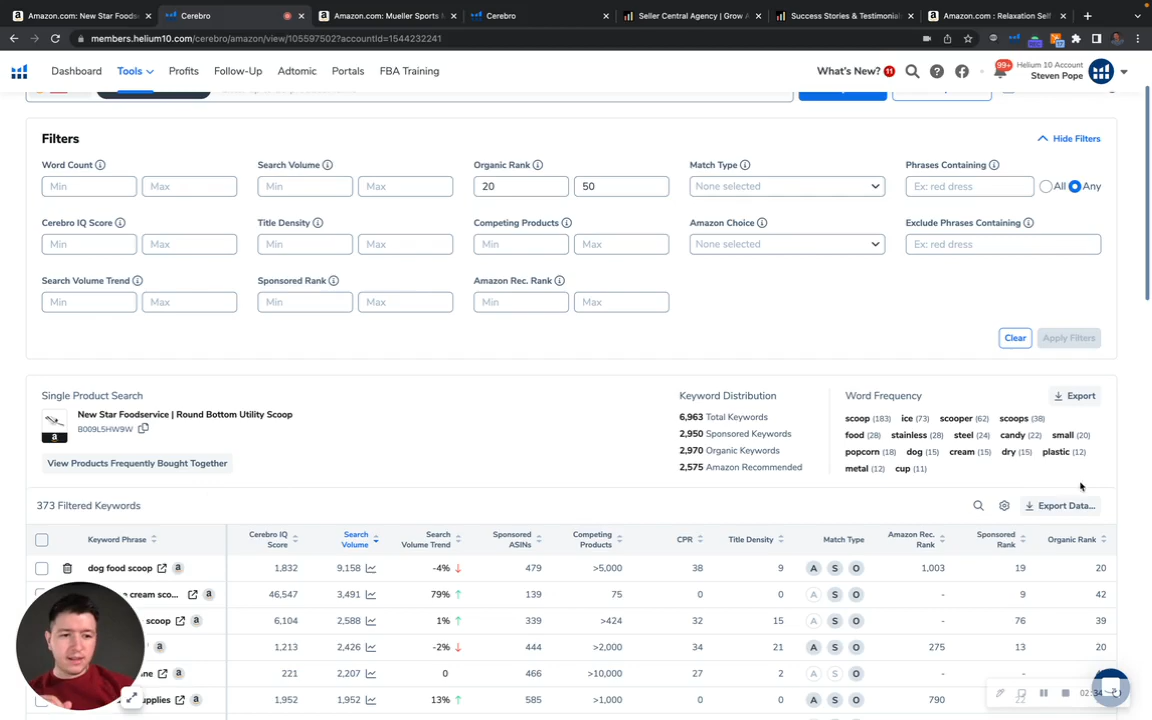 Amazon.com: New Star Foods
Cerebro
Amazon.com: Mueller Sports M
Cerebro
Seller Central Agency | Grow A
Success Stories & Testimonial
Amazon.com : Relaxation Self
members.helium10.com/cerebro/amazon/view/105597502?accountId=1544232241
Dashboard Tools Profits Follow-Up Adtomic Portals FBA Training What's New? 11 99+ Helium 10 Account
Steven Pope
Filters Hide Filters
Word Count Search Volume Organic Rank Match Type Phrases Containing
Min Max Min Max 20 50 None selected Ex: red dress All Any
Cerebro IQ Score Title Density Competing Products Amazon Choice Exclude Phrases Containing
Min Max Min Max Min Max None selected Ex: red dress
Search Volume Trend Sponsored Rank Amazon Rec. Rank
Min Max Min Max Min Max
Clear Apply Filters
Single Product Search Keyword Distribution Word Frequency Export
New Star Foodservice | Round Bottom Utility Scoop 6,963 Total Keywords scoop (183) ice (73) scooper (62) scoops (38)
B009L5HW9W 2,950 Sponsored Keywords food (28) stainless (28) steel (24) candy (22) small (20)
2,970 Organic Keywords popcorn (18) dog (15) cream (15) dry (15) plastic (12)
View Products Frequently Bought Together 2,575 Amazon Recommended metal (12) cup (11)
373 Filtered Keywords Export Data...
Keyword Phrase Cerebro IQ Score Search Volume Search Volume Trend Sponsored ASINs Competing Products CPR Title Density Match Type Amazon Rec. Rank Sponsored Rank Organic Rank
dog food scoop 1,832 9,158 -4% 479 >5,000 38 9 A S O 1,003 19 20
e cream sco... 46,547 3,491 79% 139 75 0 0 A S O - 9 42
scoop 6,104 2,588 1% 339 >424 32 15 A S O - 76 39
1,213 2,426 -2% 444 >2,000 34 21 A S O 275 13 20
ne 221 2,207 0 466 >10,000 27 2 A S O - -
upplies 1,952 1,952 13% 585 >1,000 0 0 A S O 790 22